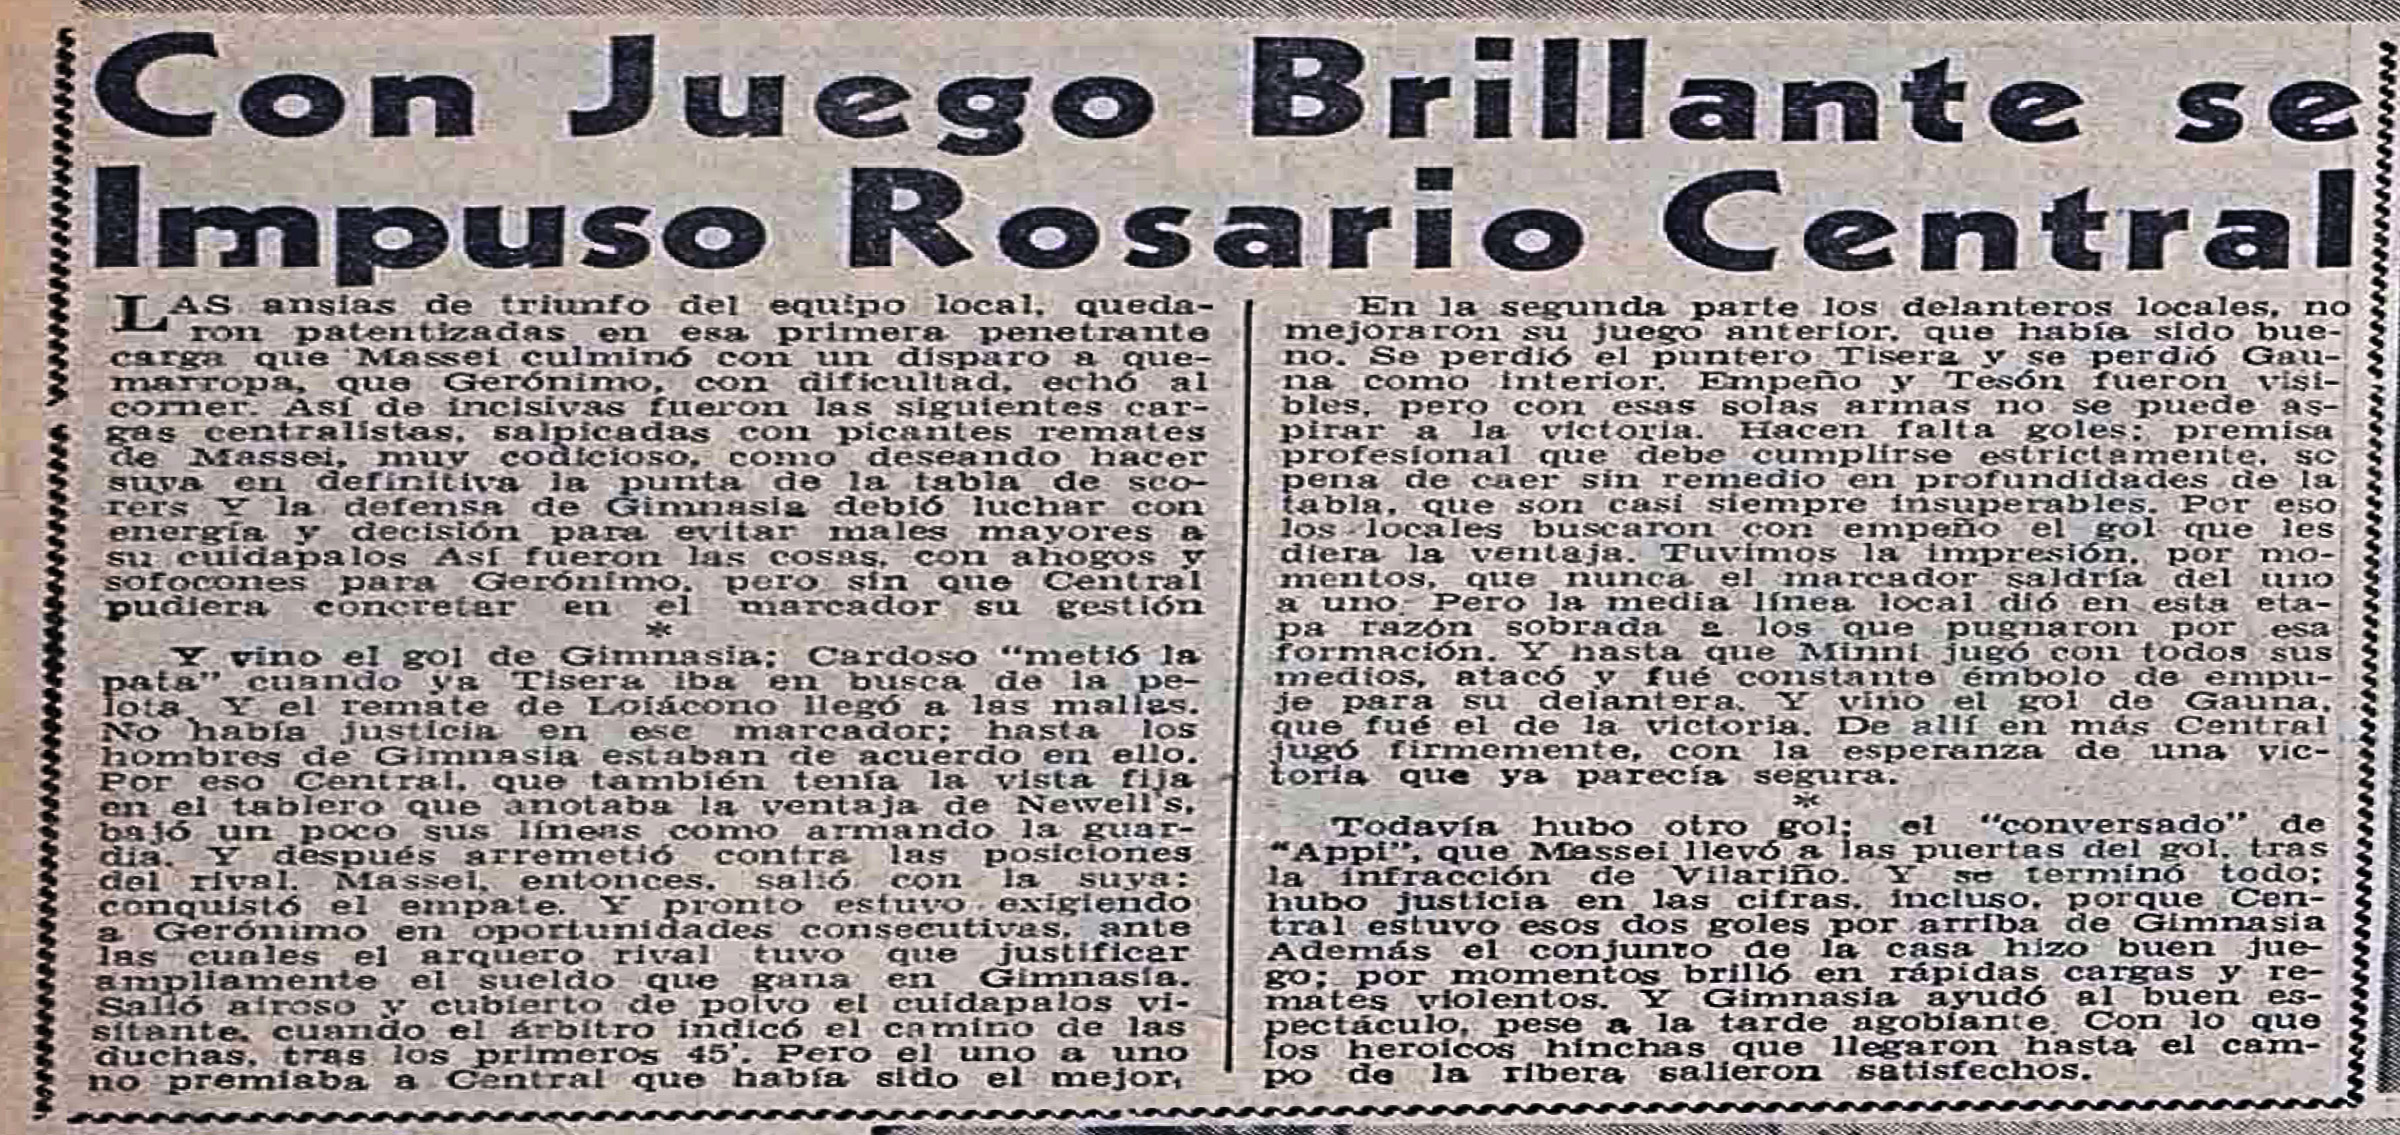 Con Juego Brillante se
Impuso Rosario Central
LAS ansias de triunfo del equipo local, queda-
ron patentizadas en esa primera penetrante
carga que Massei culminó con un disparo a que-
marropa, que Gerónimo, con dificultad, echó al
corner. Así de incisivas fueron las siguientes car-
gas centralistas, salpicadas con picantes remates
de Massei, muy codicioso, como deseando hacer
suya en definitiva la punta de la tabla de sco-
rers Y la defensa de Gimnasia debió luchar con
energía y decisión para evitar males mayores a
su cuidapalos Así fueron las cosas, con ahogos y
sofocones para Gerónimo, pero sin que Central
pudiera concretar en el marcador su gestión
*
Y vino el gol de Gimnasia; Cardoso "metió la
pata" cuando ya Tisera iba en busca de la pe-
lota. Y el remate de Loiácono llegó a las mallas.
No había justicia en ese marcador; hasta los
hombres de Gimnasia estaban de acuerdo en ello.
Por eso Central, que también tenía la vista fija
en el tablero que anotaba la ventaja de Newell's,
bajó un poco sus líneas como armando la guar-
dia. Y después arremetió contra las posiciones
del rival. Massei, entonces, salió con la suya:
conquistó el empate. Y pronto estuvo exigiendo
a Gerónimo en oportunidades consecutivas, ante
las cuales el arquero rival tuvo que justificar
ampliamente el sueldo que gana en Gimnasia.
Salió airoso y cubierto de polvo el cuidapalos vi-
sitante, cuando el árbitro indicó el camino de las
duchas, tras los primeros 45'. Pero el uno a uno
no premiaba a Central que había sido el mejor,
En la segunda parte los delanteros locales, no
mejoraron su juego anterior, que había sido bue-
no. Se perdió el puntero Tisera y se perdió Gau-
na como interior. Empeño y Tesón fueron visi-
bles, pero con esas solas armas no se puede as-
pirar a la victoria. Hacen falta goles; premisa
profesional que debe cumplirse estrictamente, so
pena de caer sin remedio en profundidades de la
tabla, que son casi siempre insuperables. Por eso
los locales buscaron con empeño el gol que les
diera la ventaja. Tuvimos la impresión, por mo-
mentos, que nunca el marcador saldría del uno
a uno. Pero la media línea local dió en esta eta-
pa razón sobrada a los que pugnaron por esa
formación. Y hasta que Minni jugó con todos sus
medios, atacó y fué constante émbolo de empu-
je para su delantera. Y vino el gol de Gauna,
que fué el de la victoria. De allí en más Central
jugó firmemente, con la esperanza de una vic-
toria que ya parecía segura.
*
Todavía hubo otro gol; el "conversado" de
"Appi", que Massei llevó a las puertas del gol, tras
la infracción de Vilariño. Y se terminó todo;
hubo justicia en las cifras, incluso, porque Cen-
tral estuvo esos dos goles por arriba de Gimnasia
Además el conjunto de la casa hizo buen jue-
go; por momentos brilló en rápidas cargas y re-
mates violentos. Y Gimnasia ayudó al buen es-
pectáculo, pese a la tarde agobiante. Con lo que
los heroicos hinchas que llegaron hasta el cam-
po de la ribera salieron satisfechos.